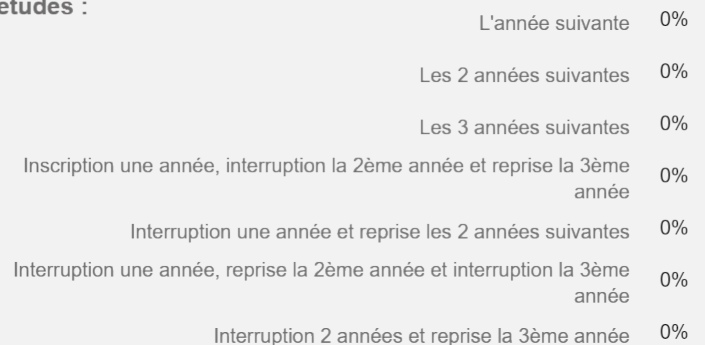 études :
L'année suivante 0%
Les 2 années suivantes 0%
Les 3 années suivantes 0%
Inscription une année, interruption la 2ème année et reprise la 3ème
année 0%
Interruption une année et reprise les 2 années suivantes 0%
Interruption une année, reprise la 2ème année et interruption la 3ème
année 0%
Interruption 2 années et reprise la 3ème année 0%